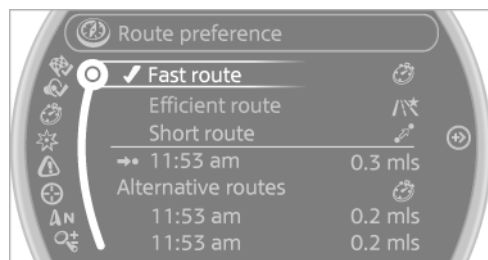 Route preference
Fast route
Efficient route
Short route
11:53 am 0.3 mls
Alternative routes
11:53 am 0.2 mls
11:53 am 0.2 mls
N